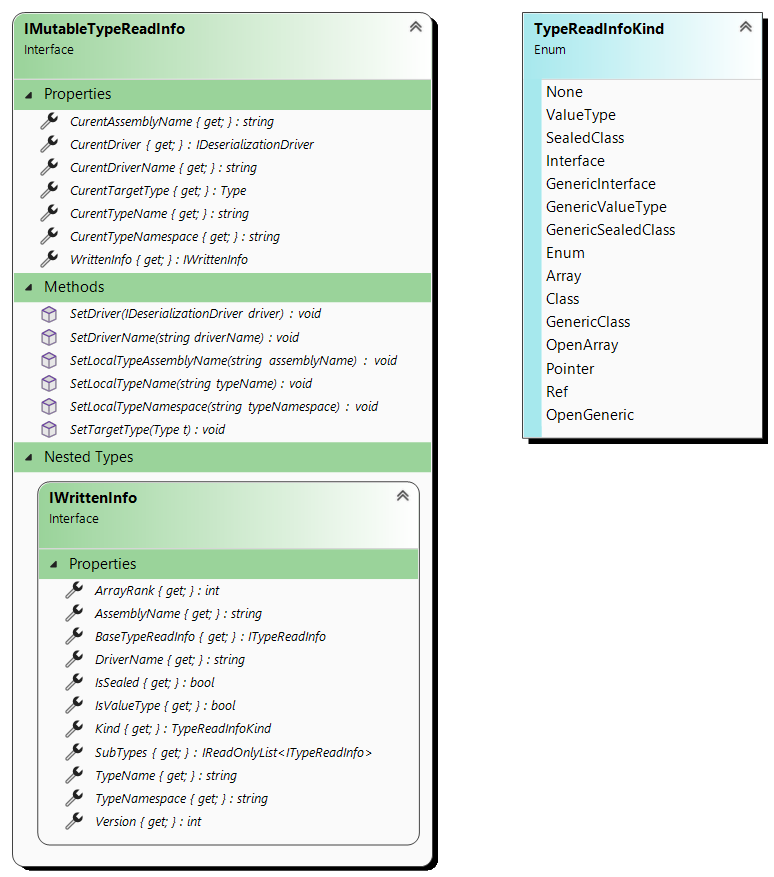 IMutableTypeReadInfo
Interface
Properties
CurentAssemblyName { get; } : string
CurentDriver { get; } : IDeserializationDriver
CurentDriverName { get; } : string
CurentTargetType { get; } : Type
CurentTypeName { get; } : string
CurentTypeNamespace { get; } : string
WrittenInfo { get; } : IWrittenInfo
Methods
SetDriver(IDeserializationDriver driver) : void
SetDriverName(string driverName) : void
SetLocalTypeAssemblyName(string assemblyName) : void
SetLocalTypeName(string typeName) : void
SetLocalTypeNamespace(string typeNamespace) : void
SetTargetType(Type t) : void
Nested Types
IWrittenInfo
Interface
Properties
ArrayRank { get; } : int
AssemblyName { get; } : string
BaseTypeReadInfo { get; } : ITypeReadInfo
DriverName { get; } : string
IsSealed { get; } : bool
IsValueType { get; } : bool
Kind { get; } : TypeReadInfoKind
SubTypes { get; } : IReadOnlyList<ITypeReadInfo>
TypeName { get; } : string
TypeNamespace { get; } : string
Version { get; } : int
TypeReadInfoKind
Enum
None
ValueType
SealedClass
Interface
GenericInterface
GenericValueType
GenericSealedClass
Enum
Array
Class
GenericClass
OpenArray
Pointer
Ref
OpenGeneric